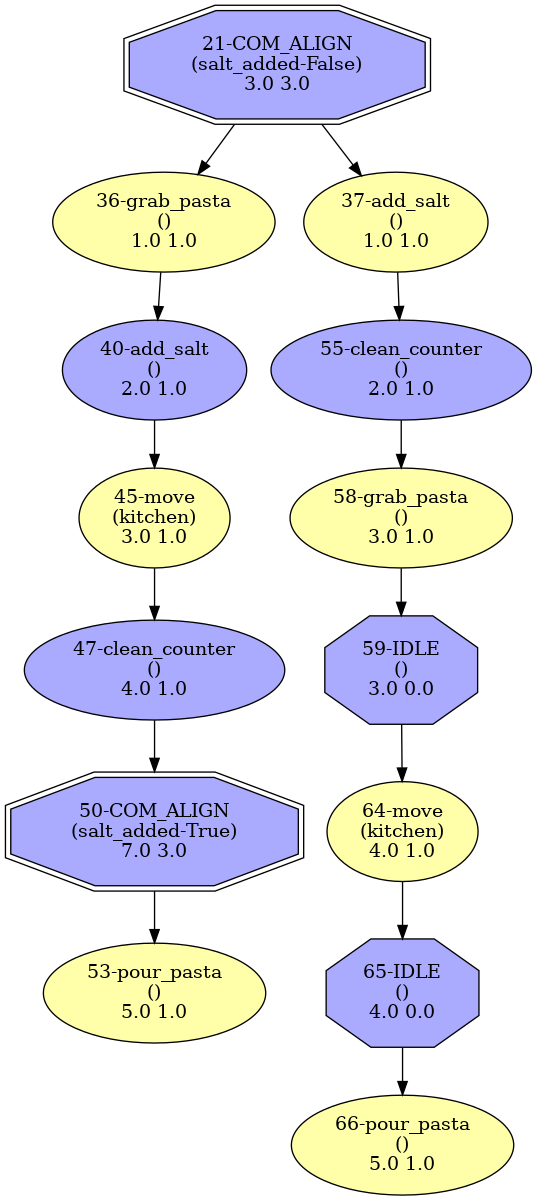 21-COM_ALIGN
(salt_added-False)
3.0 3.0
36-grab_pasta
()
1.0 1.0
37-add_salt
()
1.0 1.0
40-add_salt
()
2.0 1.0
55-clean_counter
()
2.0 1.0
45-move
(kitchen)
3.0 1.0
58-grab_pasta
()
3.0 1.0
47-clean_counter
()
4.0 1.0
59-IDLE
()
3.0 0.0
50-COM_ALIGN
(salt_added-True)
7.0 3.0
64-move
(kitchen)
4.0 1.0
53-pour_pasta
()
5.0 1.0
65-IDLE
()
4.0 0.0
66-pour_pasta
()
5.0 1.0